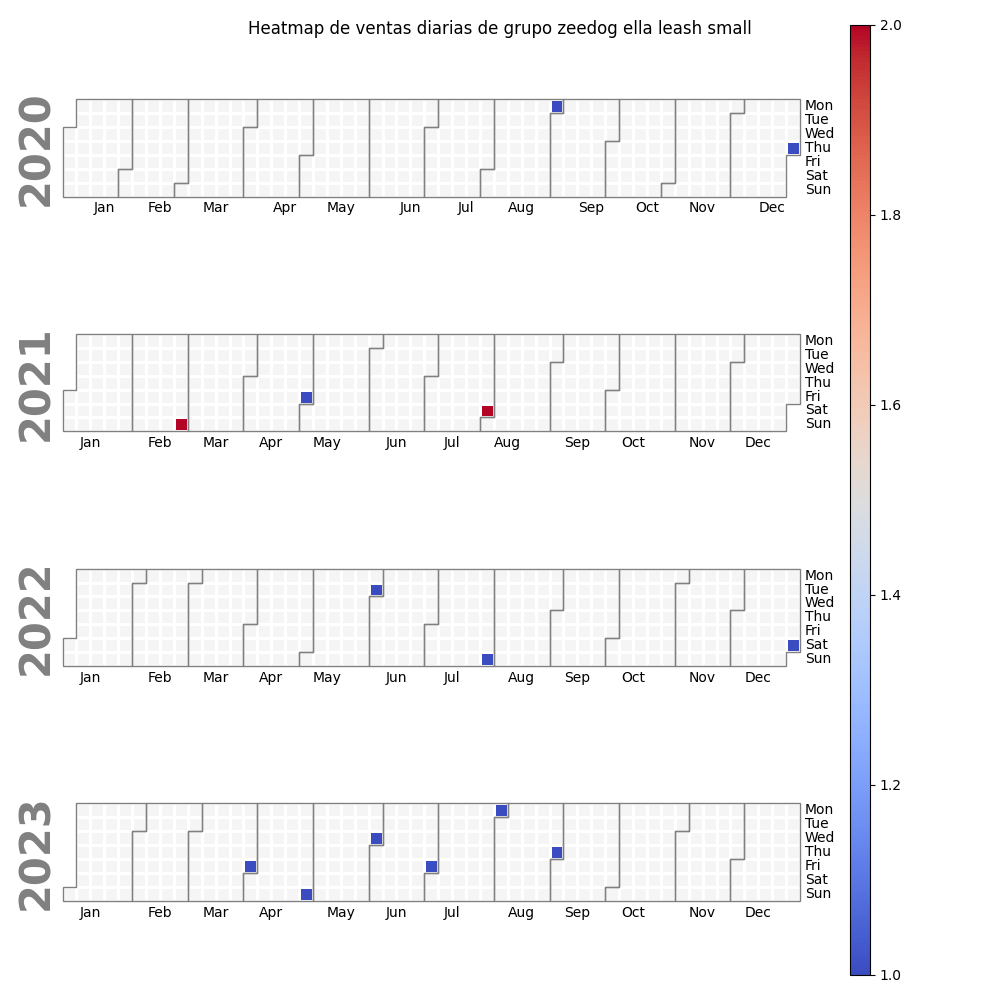 Heatmap de ventas diarias de grupo zeedog ella leash small
2020
Mon
Tue
Wed
Thu
Fri
Sat
Sun
Jan Feb Mar Apr May Jun Jul Aug Sep Oct Nov Dec
2021
Mon
Tue
Wed
Thu
Fri
Sat
Sun
Jan Feb Mar Apr May Jun Jul Aug Sep Oct Nov Dec
2022
Mon
Tue
Wed
Thu
Fri
Sat
Sun
Jan Feb Mar Apr May Jun Jul Aug Sep Oct Nov Dec
2023
Mon
Tue
Wed
Thu
Fri
Sat
Sun
Jan Feb Mar Apr May Jun Jul Aug Sep Oct Nov Dec
2.0
1.8
1.6
1.4
1.2
1.0